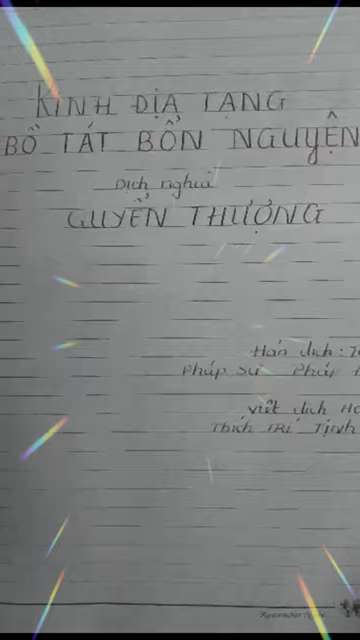 KINH ĐỊA TẠNG
BỒ TÁT BỔN NGUYỆN
Dịch nghĩa
QUYỂN THƯỢNG
Hán dịch:
Pháp Sư Pháp
Việt dịch
Thích Trí Tịnh